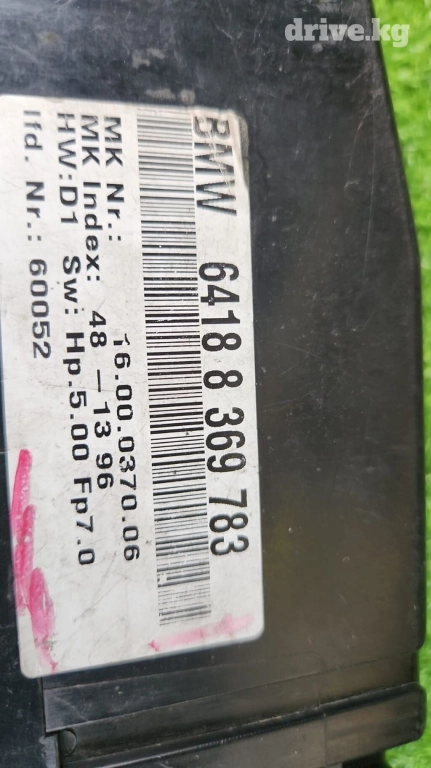 drive.kg
BMW 6418 8 369 783
MK Nr.: 16.00.0370.06
MK Index: 48 - 13 96
HW:D1 Sw: Hp.5.00 Fp7.0
lfd. Nr.: 60052